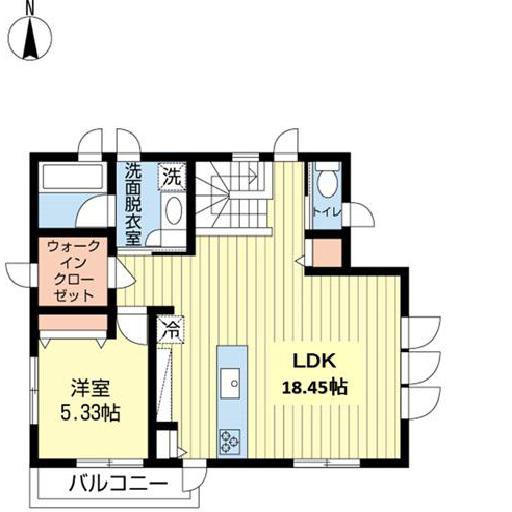 N
洗面脱衣室
洗
トイレ
ウォーク
イン
クロー
ゼット
冷
LDK
18.45帖
洋室
5.33帖
バルコニー